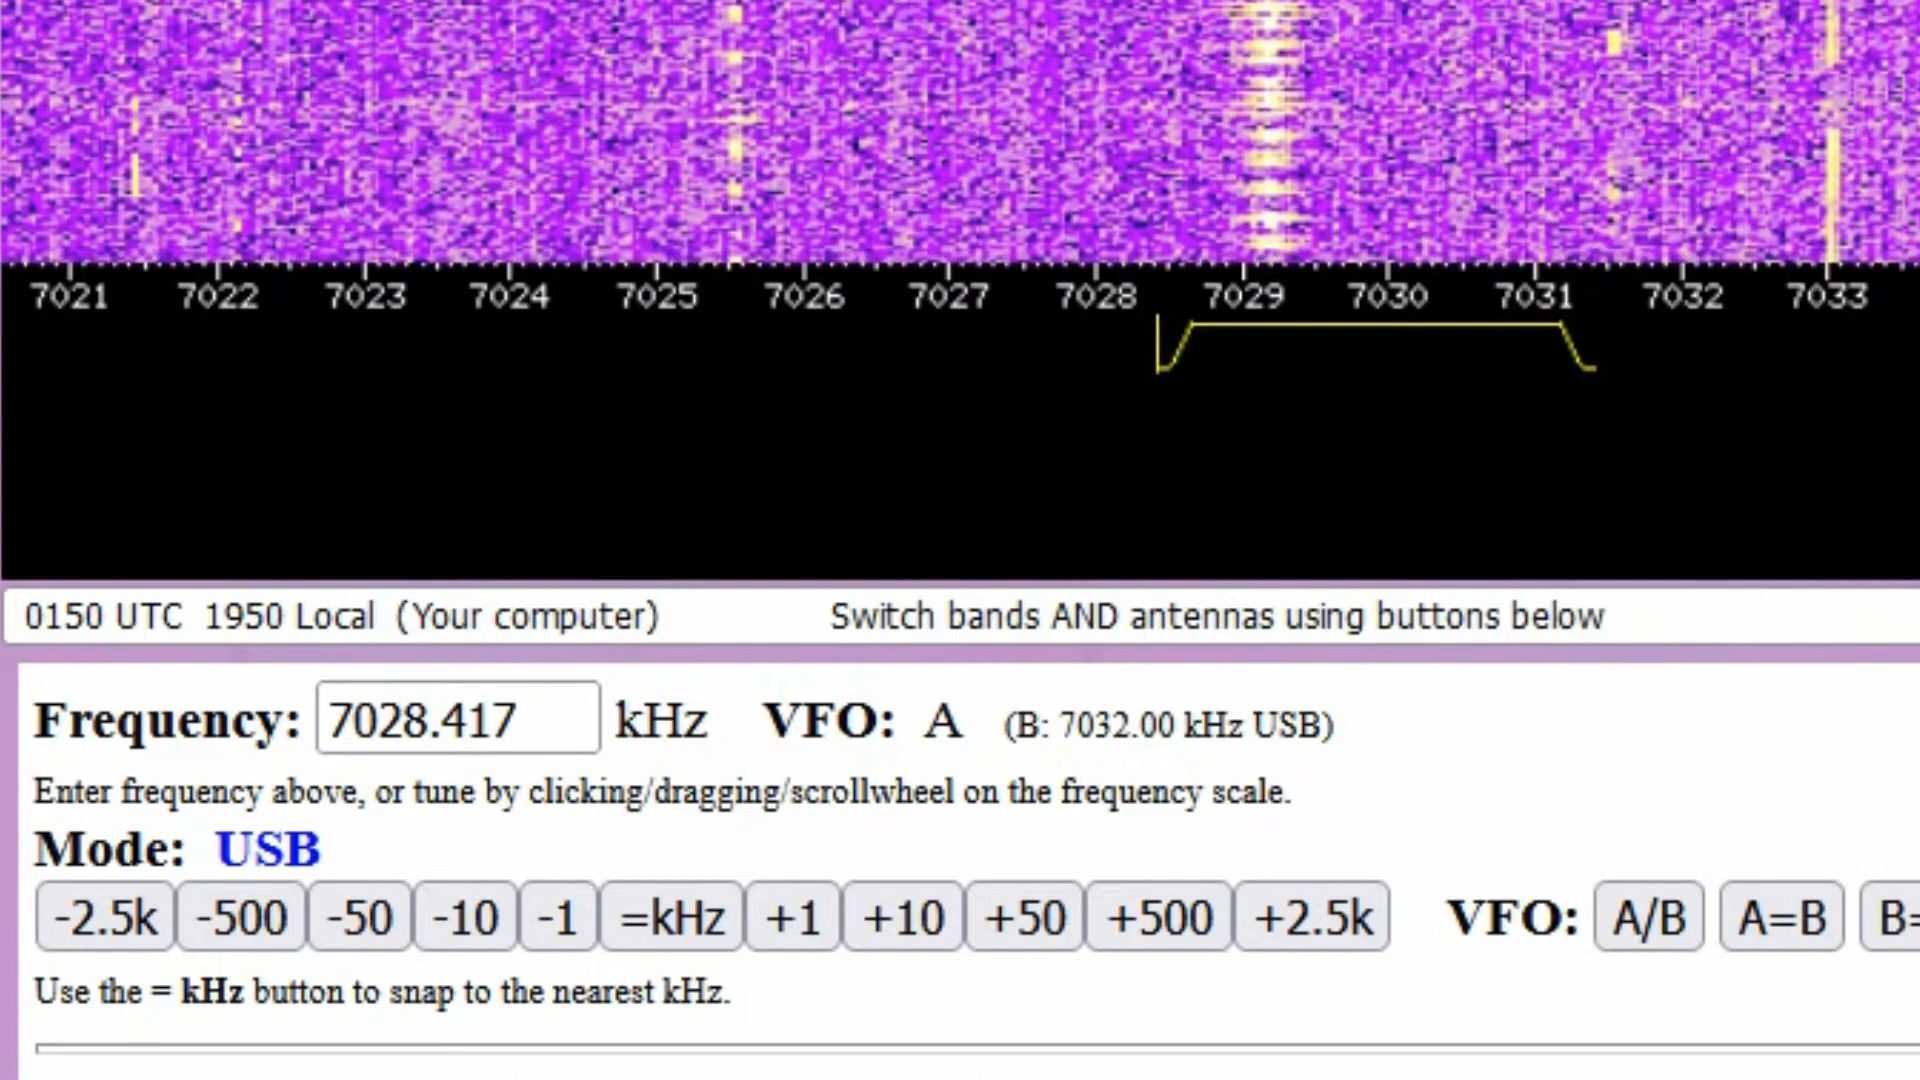 7021 7022 7023 7024 7025 7026 7027 7028 7029 7030 7031 7032 7033
0150 UTC 1950 Local (Your computer) Switch bands AND antennas using buttons below
Frequency: 7028.417 kHz VFO: A (B: 7032.00 kHz USB)
Enter frequency above, or tune by clicking/dragging/scrollwheel on the frequency scale.
Mode: USB
-2.5k -500 -50 -10 -1 =kHz +1 +10 +50 +500 +2.5k VFO: A/B A=B B=
Use the = kHz button to snap to the nearest kHz.